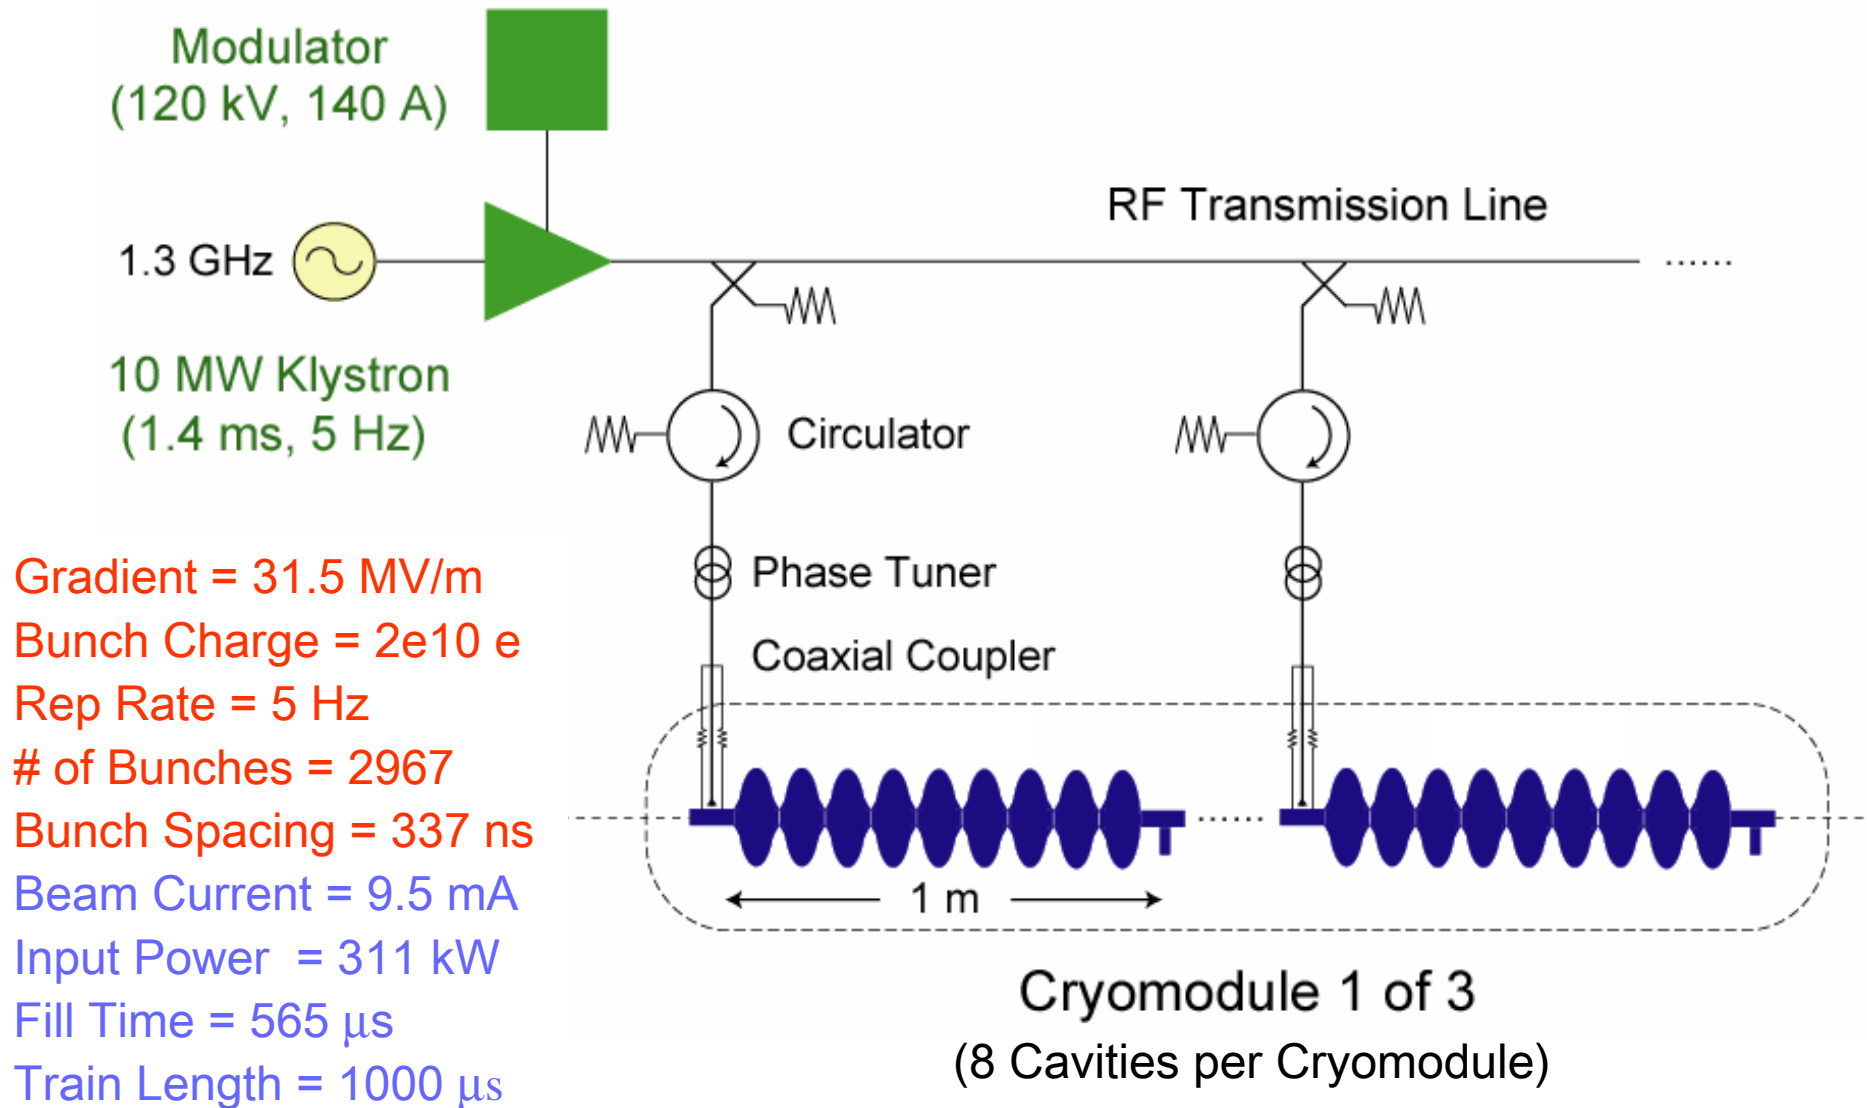 Modulator
(120 kV, 140 A)
RF Transmission Line
1.3 GHz
......
10 MW Klystron
(1.4 ms, 5 Hz)
Circulator
Phase Tuner
Coaxial Coupler
Gradient = 31.5 MV/m
Bunch Charge = 2e10 e
Rep Rate = 5 Hz
# of Bunches = 2967
Bunch Spacing = 337 ns
Beam Current = 9.5 mA
Input Power = 311 kW
Fill Time = 565 μs
Train Length = 1000 μs
......
1 m
Cryomodule 1 of 3
(8 Cavities per Cryomodule)